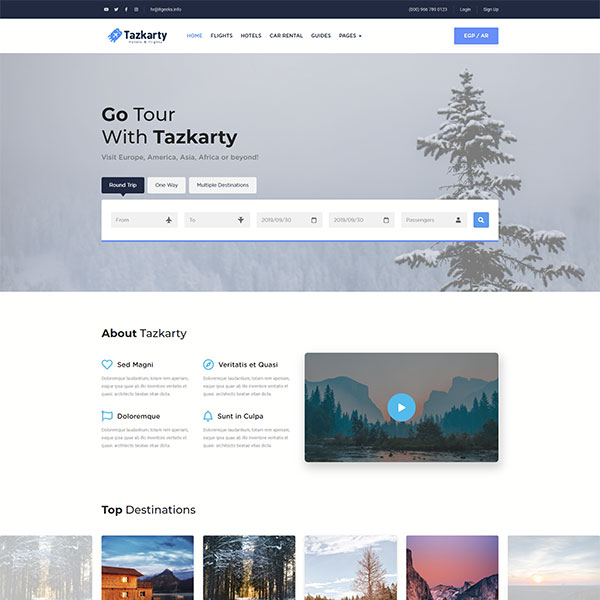 hr@itgeeks.info
(000) 966 790 0123
Login
Sign Up
Tazkarty
Hotels & Flights
HOME
FLIGHTS
HOTELS
CAR RENTAL
GUIDES
PAGES
EGP / AR
Go Tour
With Tazkarty
Visit Europe, America, Asia, Africa or beyond!
Round Trip
One Way
Multiple Destinations
From
To
2019/09/30
2019/09/30
Passengers
About Tazkarty
Sed Magni
Doloremque laudantium, totam rem aperiam,
eaque ipsa quae ab illo inventore veritatis et
quasi architecto beatae vitae dicta
Veritatis et Quasi
Doloremque laudantium, totam rem aperiam,
eaque ipsa quae ab illo inventore veritatis et
quasi architecto beatae vitae dicta
Doloremque
Doloremque laudantium, totam rem aperiam,
eaque ipsa quae ab illo inventore veritatis et
quasi architecto beatae vitae dicta
Sunt in Culpa
Doloremque laudantium, totam rem aperiam,
eaque ipsa quae ab illo inventore veritatis et
quasi architecto beatae vitae dicta
Top Destinations